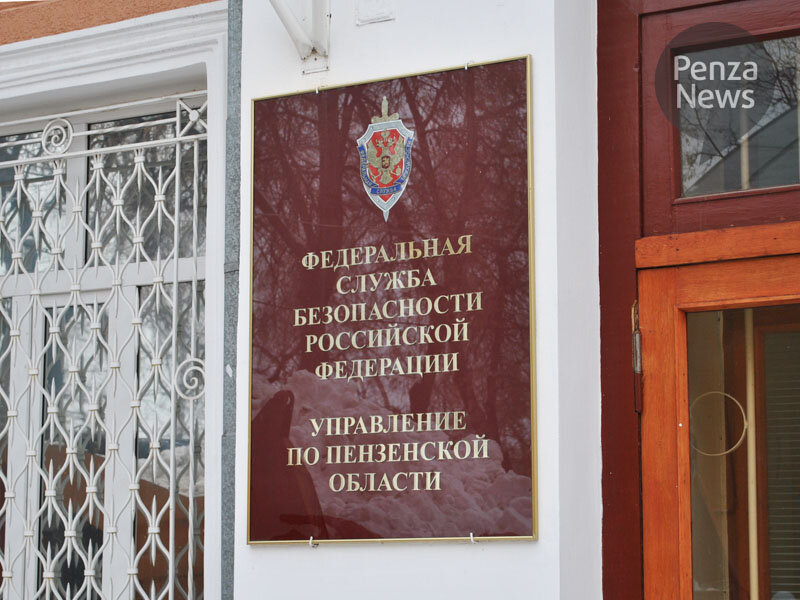 Penza
News
ФЕДЕРАЛЬНАЯ
СЛУЖБА
БЕЗОПАСНОСТИ
РОССИЙСКОЙ
ФЕДЕРАЦИИ
УПРАВЛЕНИЕ
ПО ПЕНЗЕНСКОЙ
ОБЛАСТИ